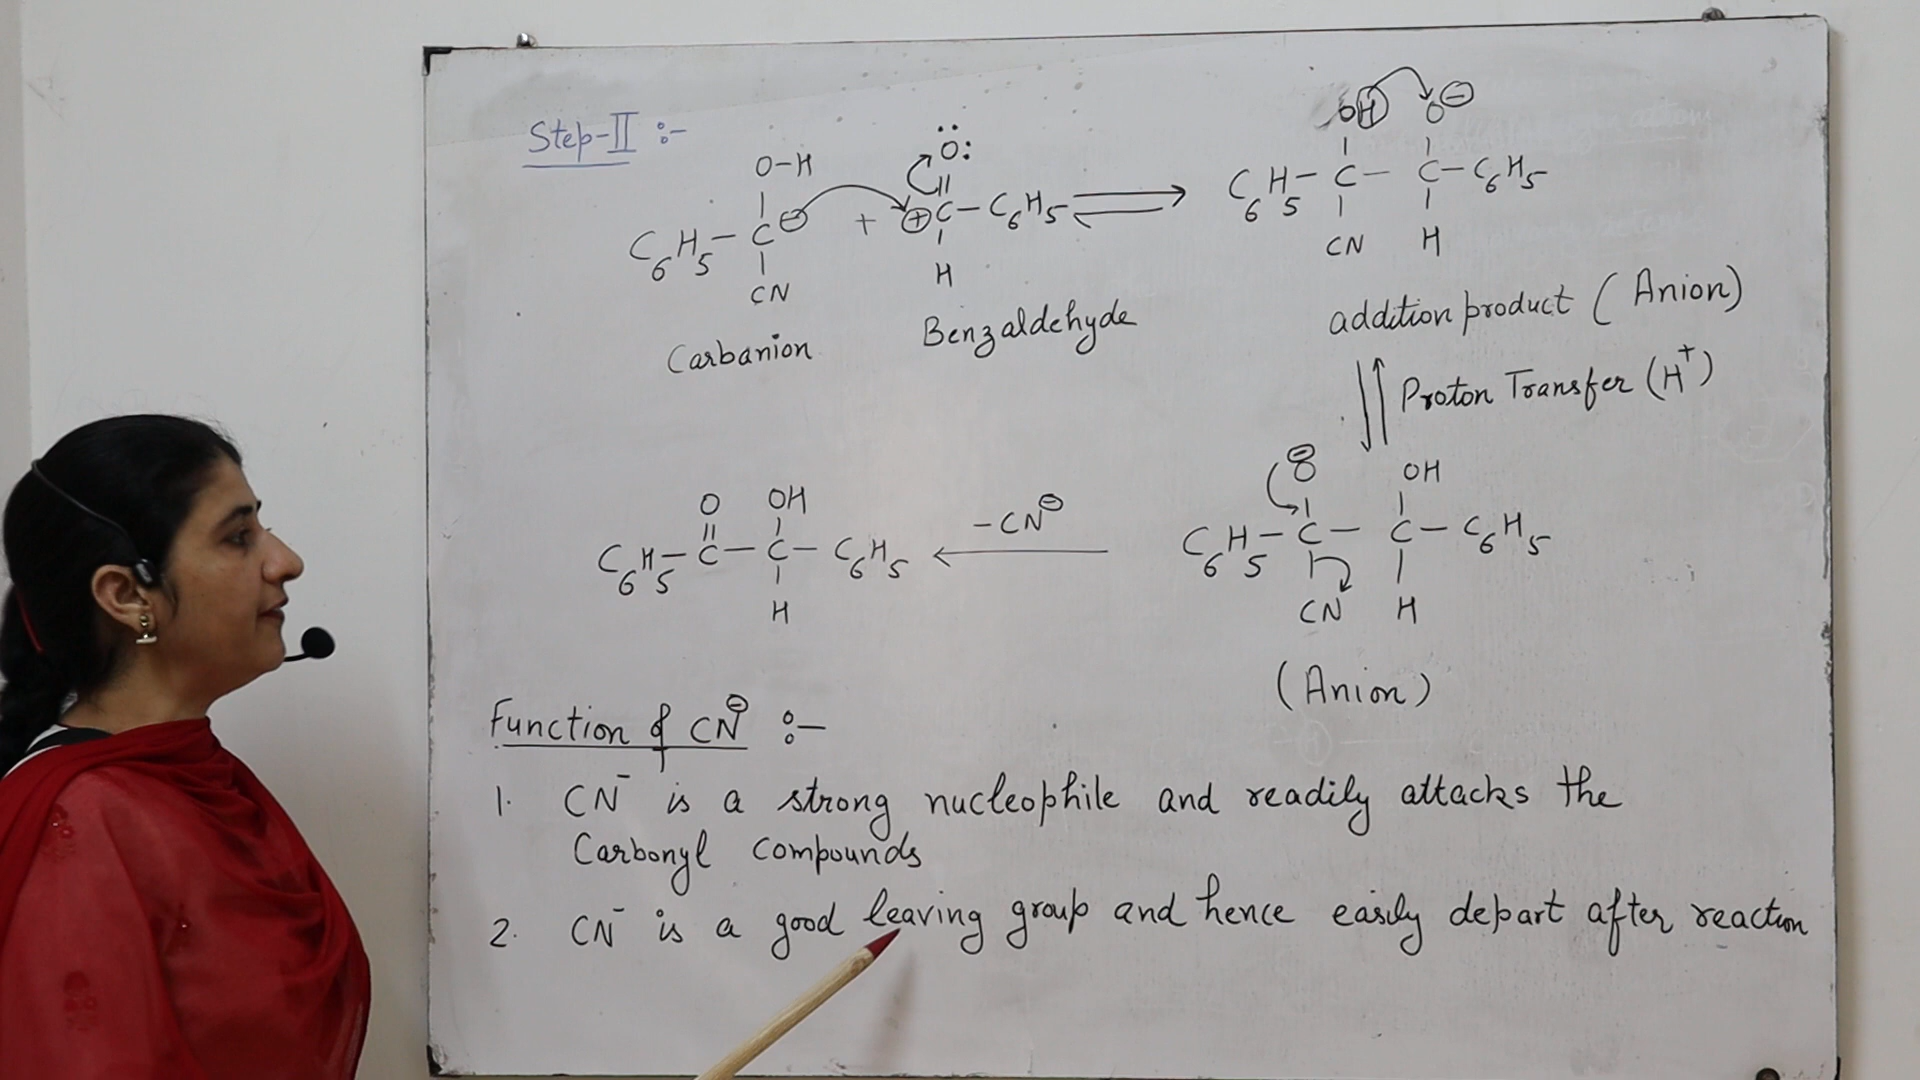 Step-II :-
O-H
C6H5-C⊖
CN
Carbanion
+
:O:
||
⊕C-C6H5
H
Benzaldehyde
OH O⊖
C6H5-C-C-C6H5
CN H
addition product (Anion)
Proton Transfer (H+)
O⊖ OH
C6H5-C-C-C6H5
CN H
(Anion)
-CN⊖
O OH
C6H5-C-C-C6H5
H
Function of CN⊖ :-
1. CN- is a strong nucleophile and readily attacks the
Carbonyl compounds
2. CN- is a good leaving group and hence easily depart after reaction